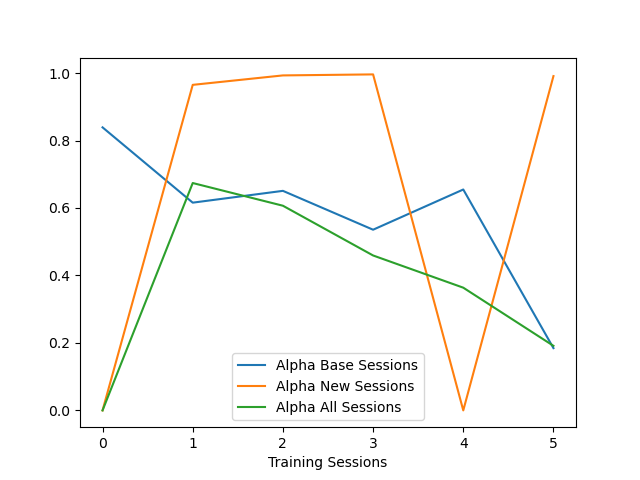 1.0
0.8
0.6
0.4
0.2
0.0
Alpha Base Sessions
Alpha New Sessions
Alpha All Sessions
0 1 2 3 4 5
Training Sessions